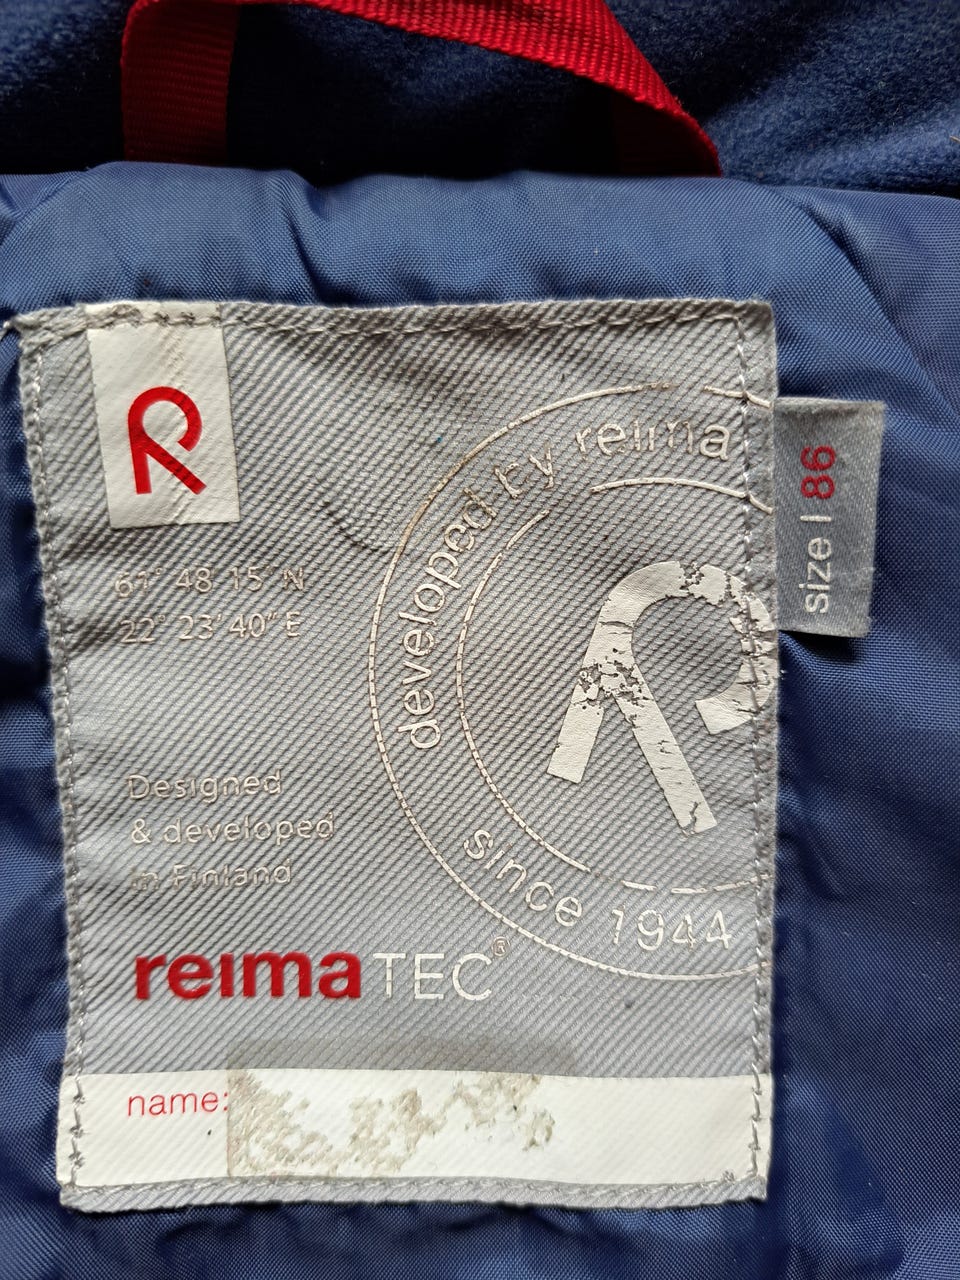 61° 48' 15" N
22° 23' 40" E
developed by reima
since 1944
size | 86
Designed
& developed
in Finland
reimaTEC®
name: